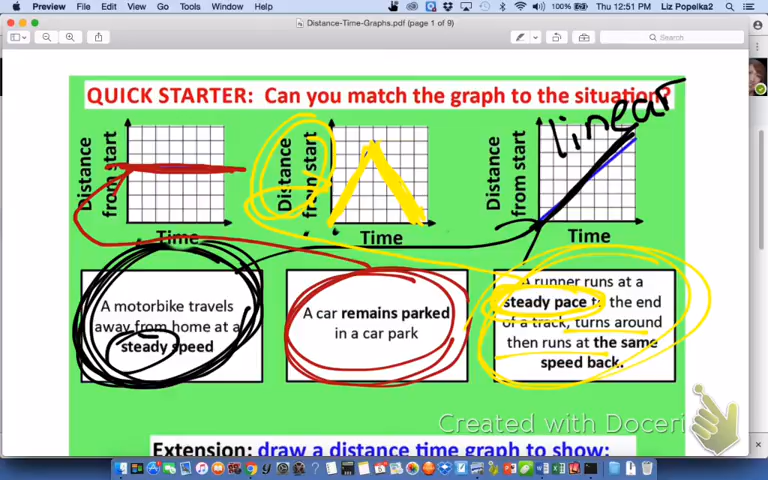 Preview File Edit View Go Tools Window Help
100% Thu 12:51 PM Liz Popelka2
Distance-Time-Graphs.pdf (page 1 of 9)
Search
QUICK STARTER: Can you match the graph to the situation?
linear
Distance
from start
Time
Distance
from start
Time
Distance
from start
Time
A motorbike travels
away from home at a
steady speed
A car remains parked
in a car park
A runner runs at a
steady pace to the end
of a track, turns around
then runs at the same
speed back.
Created with Doceri
Extension: draw a distance time graph to show: